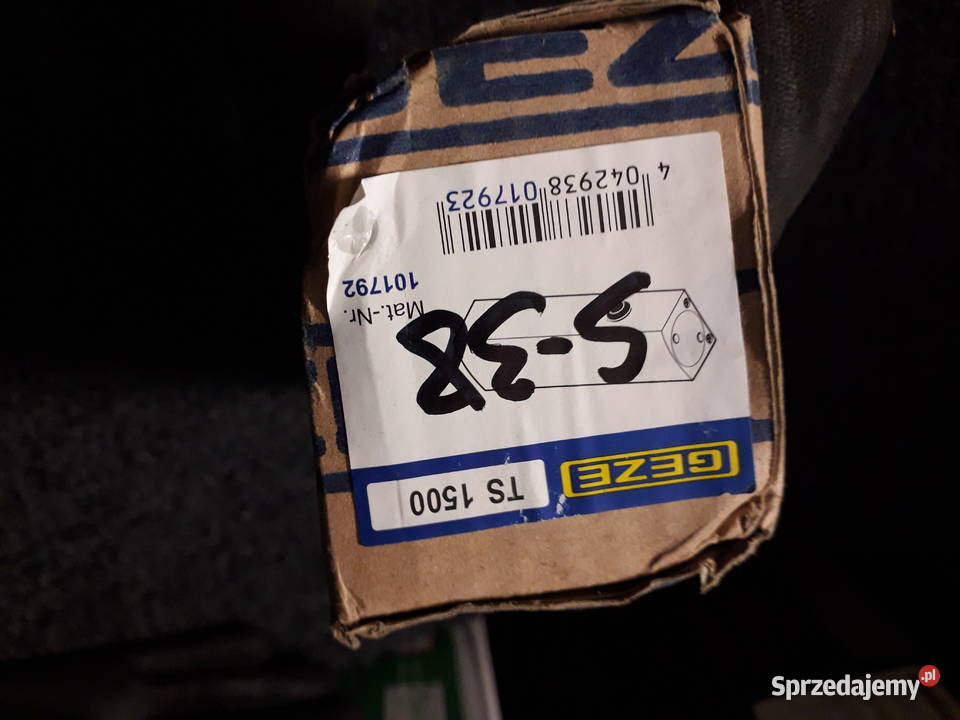 GEZE TS 1500
S-38
Mat.-Nr.
101792
4 042938 017923
Sprzedajemy.pl